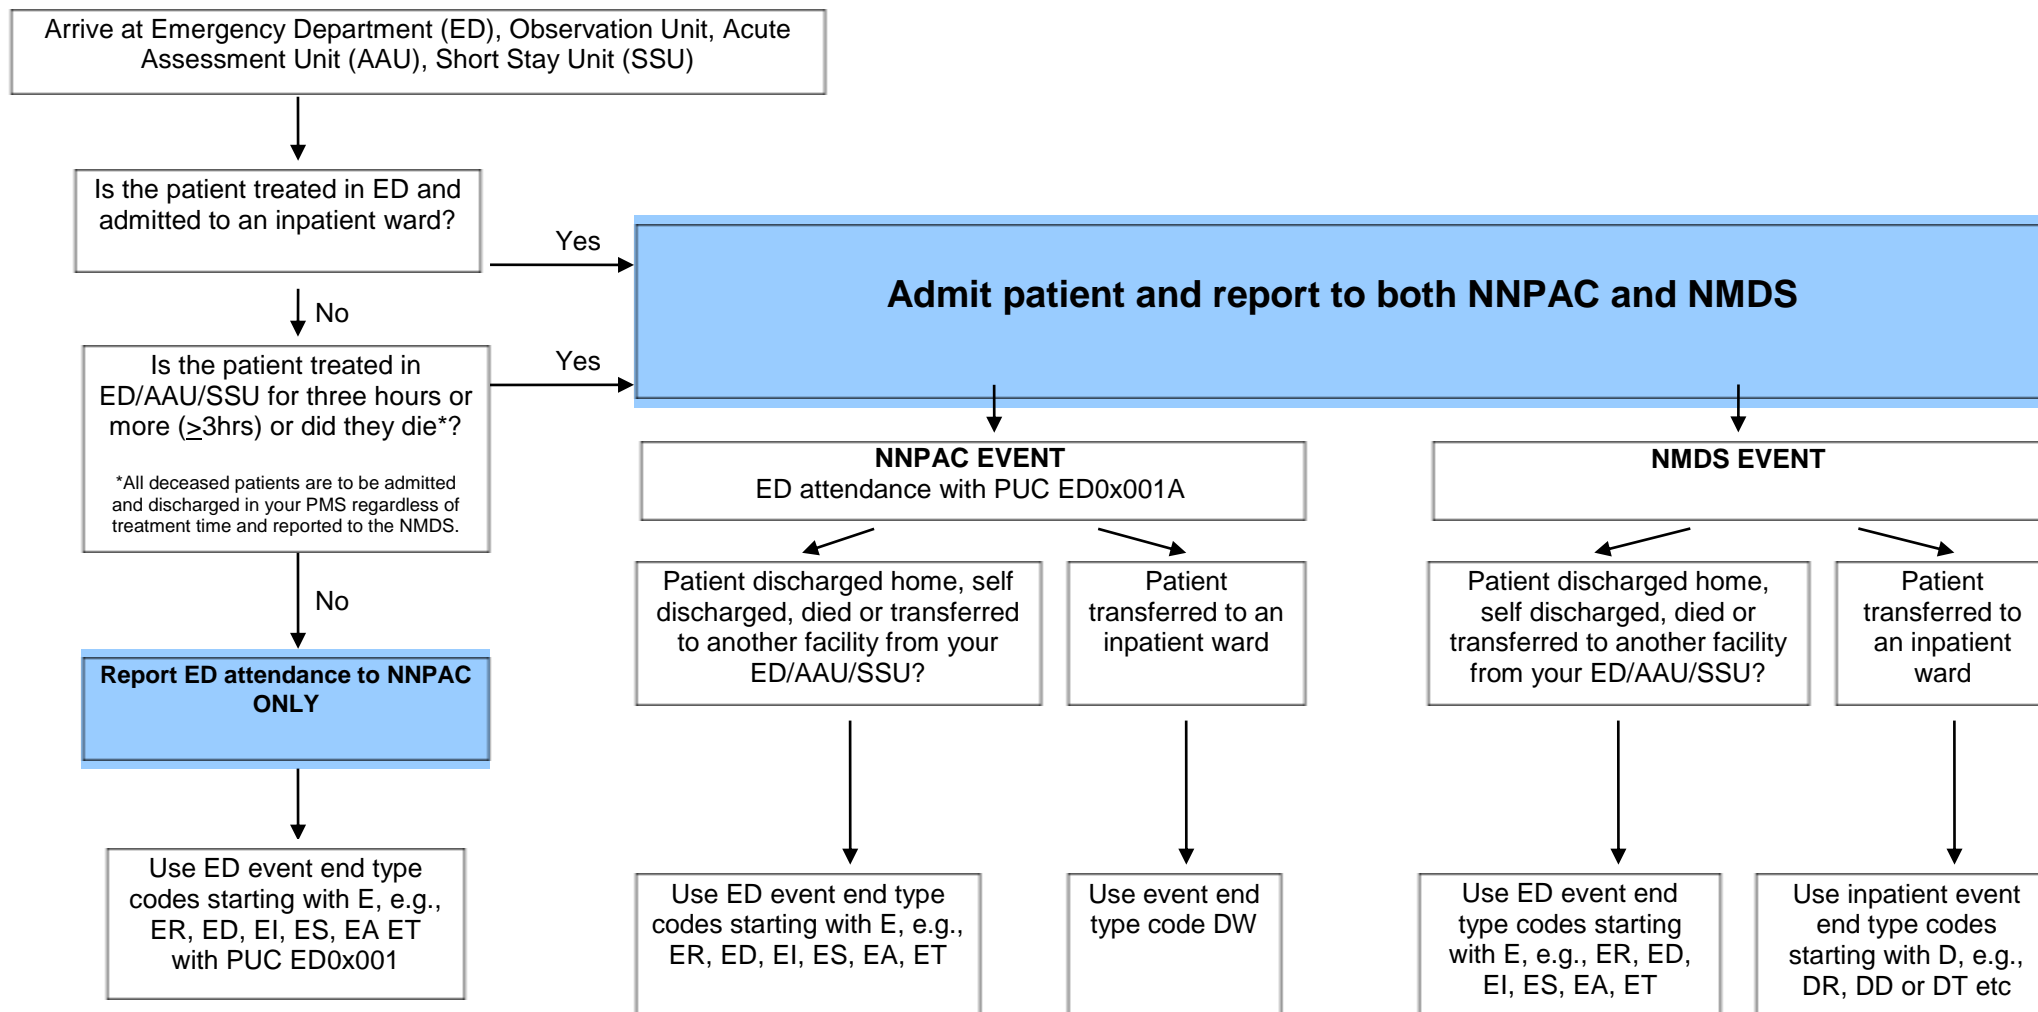 Arrive at Emergency Department (ED), Observation Unit, Acute
Assessment Unit (AAU), Short Stay Unit (SSU)
Is the patient treated in ED and
admitted to an inpatient ward?
Yes
Admit patient and report to both NNPAC and NMDS
No
Is the patient treated in
ED/AAU/SSU for three hours or
more (≥3hrs) or did they die*?
*All deceased patients are to be admitted
and discharged in your PMS regardless of
treatment time and reported to the NMDS.
Yes
No
Report ED attendance to NNPAC
ONLY
Use ED event end type
codes starting with E, e.g.,
ER, ED, EI, ES, EA ET
with PUC ED0x001
NNPAC EVENT
ED attendance with PUC ED0x001A
Patient discharged home, self
discharged, died or transferred
to another facility from your
ED/AAU/SSU?
Use ED event end type
codes starting with E, e.g.,
ER, ED, EI, ES, EA, ET
Patient
transferred to an
inpatient ward
Use event end
type code DW
NMDS EVENT
Patient discharged home,
self discharged, died or
transferred to another facility
from your ED/AAU/SSU?
Use ED event end
type codes starting
with E, e.g., ER, ED,
EI, ES, EA, ET
Patient
transferred to
an inpatient
ward
Use inpatient event
end type codes
starting with D, e.g.,
DR, DD or DT etc